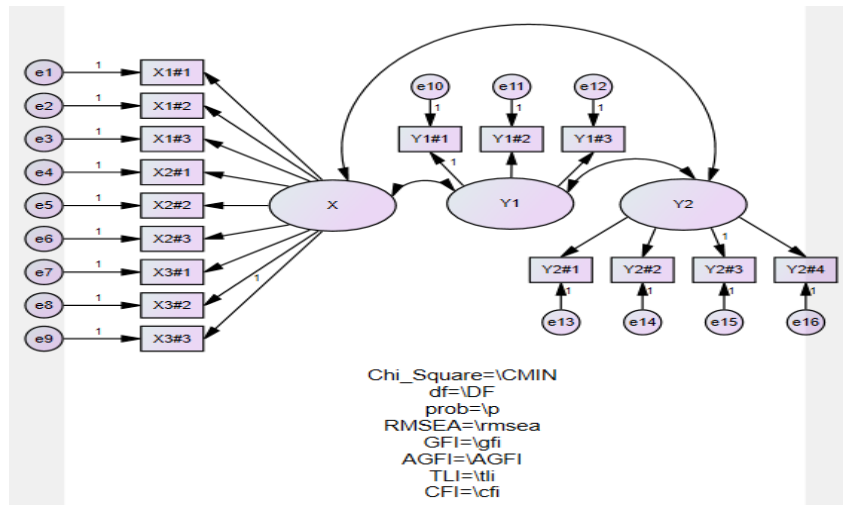 e1 1 X1#1
e2 1 X1#2
e3 1 X1#3
e4 1 X2#1
e5 1 X2#2
e6 1 X2#3
e7 1 X3#1
e8 1 X3#2
e9 1 X3#3
1
X
e10 e11 e12
1 1 1
Y1#1 Y1#2 Y1#3
1
Y1
Y2
1
Y2#1 Y2#2 Y2#3 Y2#4
1 1 1 1
e13 e14 e15 e16
Chi_Square=\CMIN
df=\DF
prob=\p
RMSEA=\rmsea
GFI=\gfi
AGFI=\AGFI
TLI=\tli
CFI=\cfi